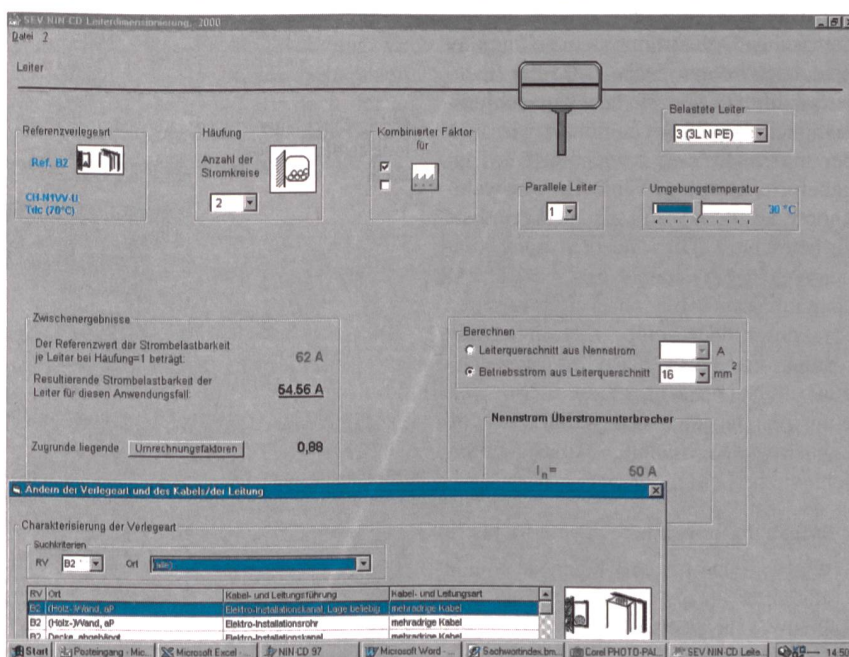 SEV NIN CD Leiterdimensionierung, 2000
Datei ?
Leiter
Referenzverlegeart
Ref. B2
CH-N1VV-U
Tdc (70°C)
Häufung
Anzahl der
Stromkreise
2
Kombinierter Faktor
für
Parallele Leiter
1
Belastete Leiter
3 (3L N PE)
Umgebungstemperatur
30 °C
Zwischenergebnisse
Der Referenzwert der Strombelastbarkeit
je Leiter bei Häufung=1 beträgt: 62 A
Resultierende Strombelastbarkeit der
Leiter für diesen Anwendungsfall: 54.56 A
Zugrunde liegende Umrechnungsfaktoren 0,88
Berechnen
Leiterquerschnitt aus Nennstrom A
Betriebsstrom aus Leiterquerschnitt 16 mm²
Nennstrom Überstromunterbrecher
In= 50 A
Ändern der Verlegeart und des Kabels/der Leitung
Charakterisierung der Verlegeart
Suchkriterien
RV B2 Ort (alle)
RV Ort Kabel- und Leitungsführung Kabel- und Leitungsart
B2 (Holz-)Wand, aP Elektro-Installationskanal, Lage beliebig mehradrige Kabel
B2 (Holz-)Wand, aP Elektro-Installationsrohr mehradrige Kabel
B2 Decke, abgehängt Elektro-Installationskanal mehradrige Kabel
Start Posteingang - Mic... Microsoft Excel - ... NIN CD 97 Microsoft Word - ... Sachwortindex.bm... Corel PHOTO-PAI... SEV NIN CD Leite... 14:50